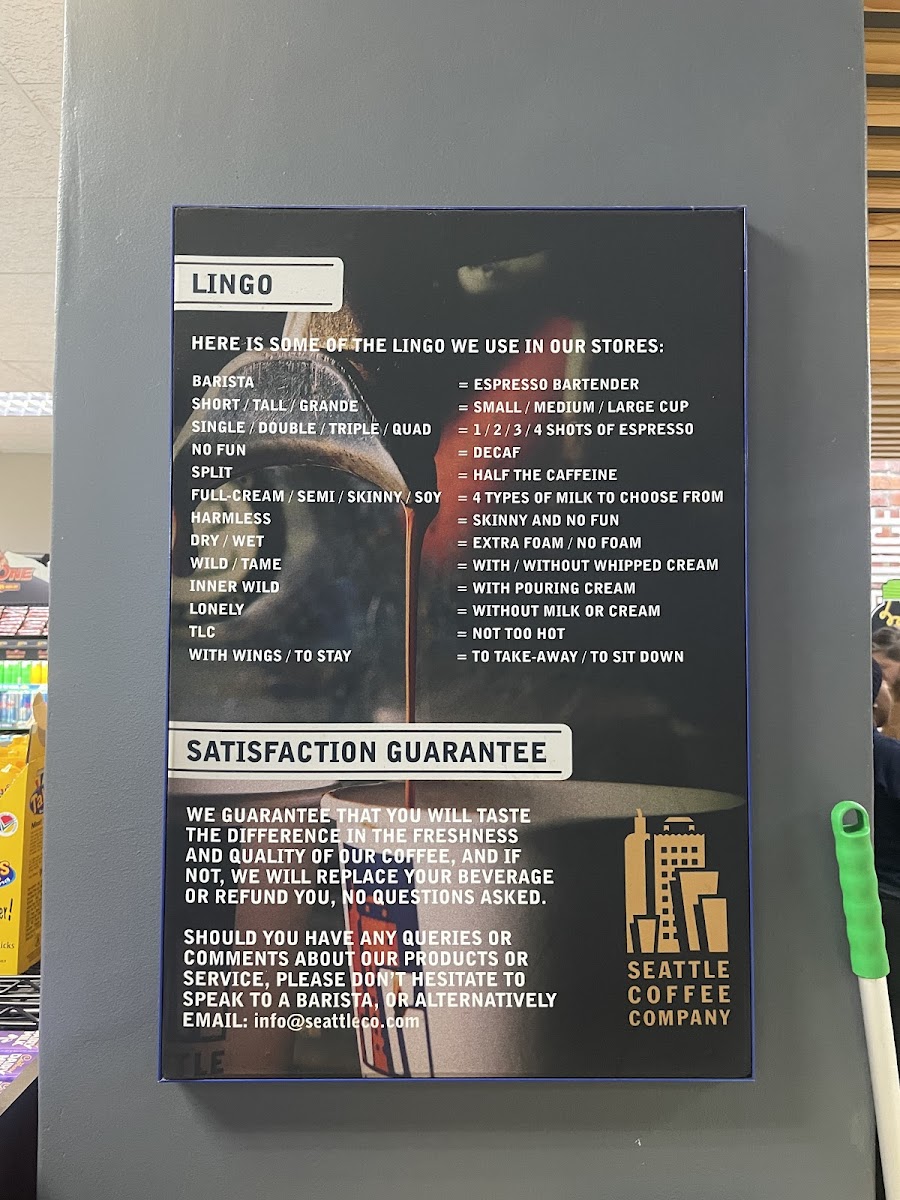 LINGO
HERE IS SOME OF THE LINGO WE USE IN OUR STORES:
BARISTA = ESPRESSO BARTENDER
SHORT / TALL / GRANDE = SMALL / MEDIUM / LARGE CUP
SINGLE / DOUBLE / TRIPLE / QUAD = 1 / 2 / 3 / 4 SHOTS OF ESPRESSO
NO FUN = DECAF
SPLIT = HALF THE CAFFEINE
FULL-CREAM / SEMI / SKINNY / SOY = 4 TYPES OF MILK TO CHOOSE FROM
HARMLESS = SKINNY AND NO FUN
DRY / WET = EXTRA FOAM / NO FOAM
WILD / TAME = WITH / WITHOUT WHIPPED CREAM
INNER WILD = WITH POURING CREAM
LONELY = WITHOUT MILK OR CREAM
TLC = NOT TOO HOT
WITH WINGS / TO STAY = TO TAKE-AWAY / TO SIT DOWN
SATISFACTION GUARANTEE
WE GUARANTEE THAT YOU WILL TASTE
THE DIFFERENCE IN THE FRESHNESS
AND QUALITY OF OUR COFFEE, AND IF
NOT, WE WILL REPLACE YOUR BEVERAGE
OR REFUND YOU, NO QUESTIONS ASKED.
SHOULD YOU HAVE ANY QUERIES OR
COMMENTS ABOUT OUR PRODUCTS OR
SERVICE, PLEASE DON'T HESITATE TO
SPEAK TO A BARISTA, OR ALTERNATIVELY
EMAIL: info@seattleco.com
SEATTLE
COFFEE
COMPANY